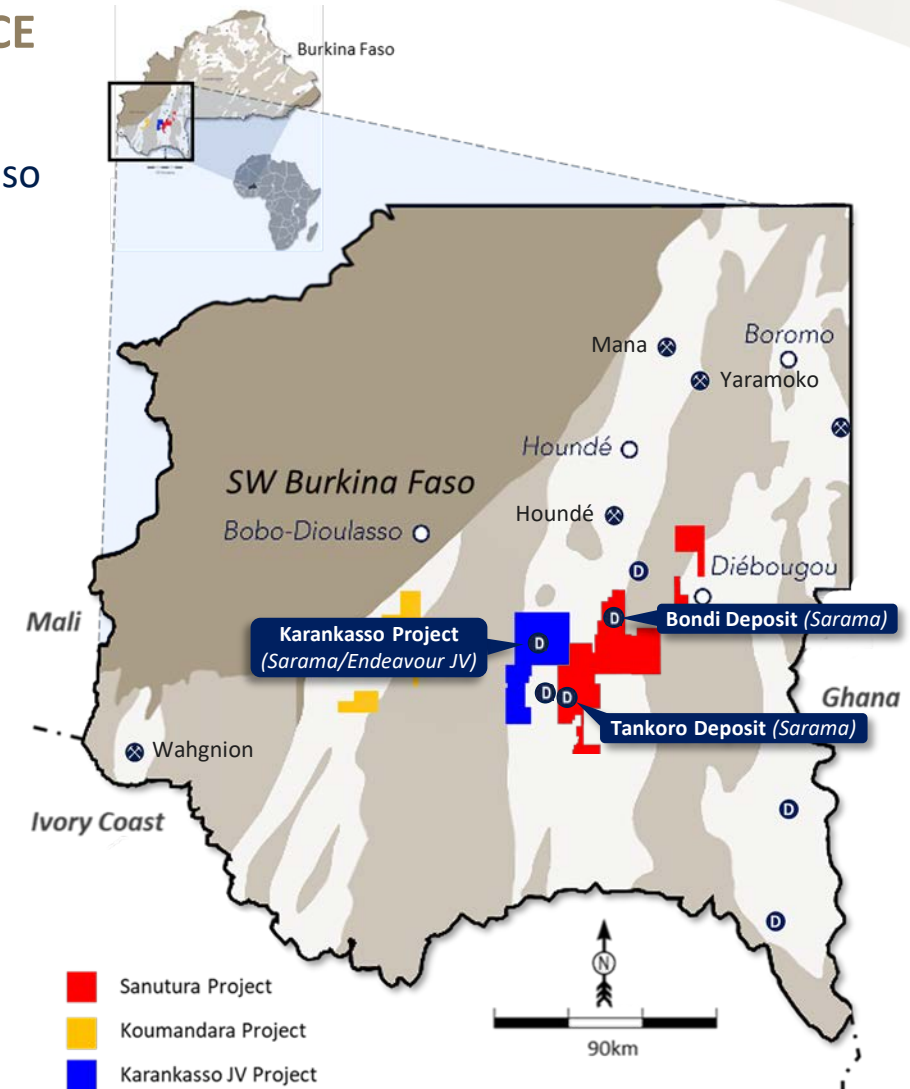 CE
Burkina Faso
so
Mana
Boromo
Yaramoko
Houndé
SW Burkina Faso
Houndé
Bobo-Dioulasso
D
Diébougou
Mali
D
Bondi Deposit (Sarama)
Karankasso Project
(Sarama/Endeavour JV)
D
Ghana
D
D
Tankoro Deposit (Sarama)
Wahgnion
Ivory Coast
D
D
N
Sanutura Project
Koumandara Project
90km
Karankasso JV Project